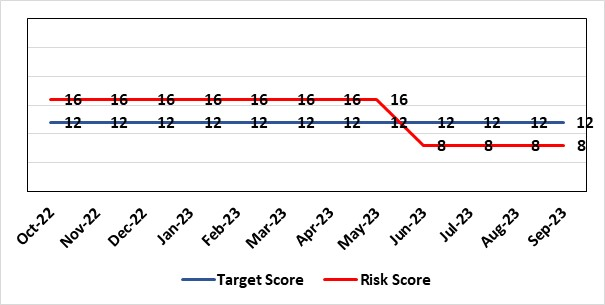 16 16 16 16 16 16 16 16
12 12 12 12 12 12 12 12 12 12 12 12
8 8 8 8
Oct-22 Nov-22 Dec-22 Jan-23 Feb-23 Mar-23 Apr-23 May-23 Jun-23 Jul-23 Aug-23 Sep-23
Target Score Risk Score